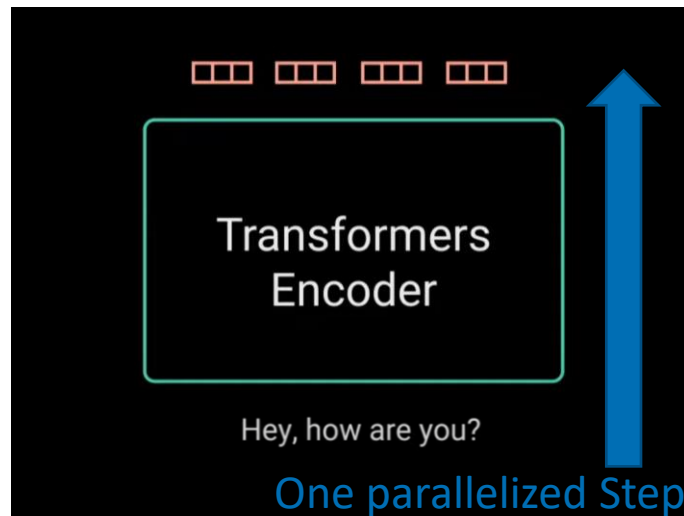 Transformers
Encoder
Hey, how are you?
One parallelized Step